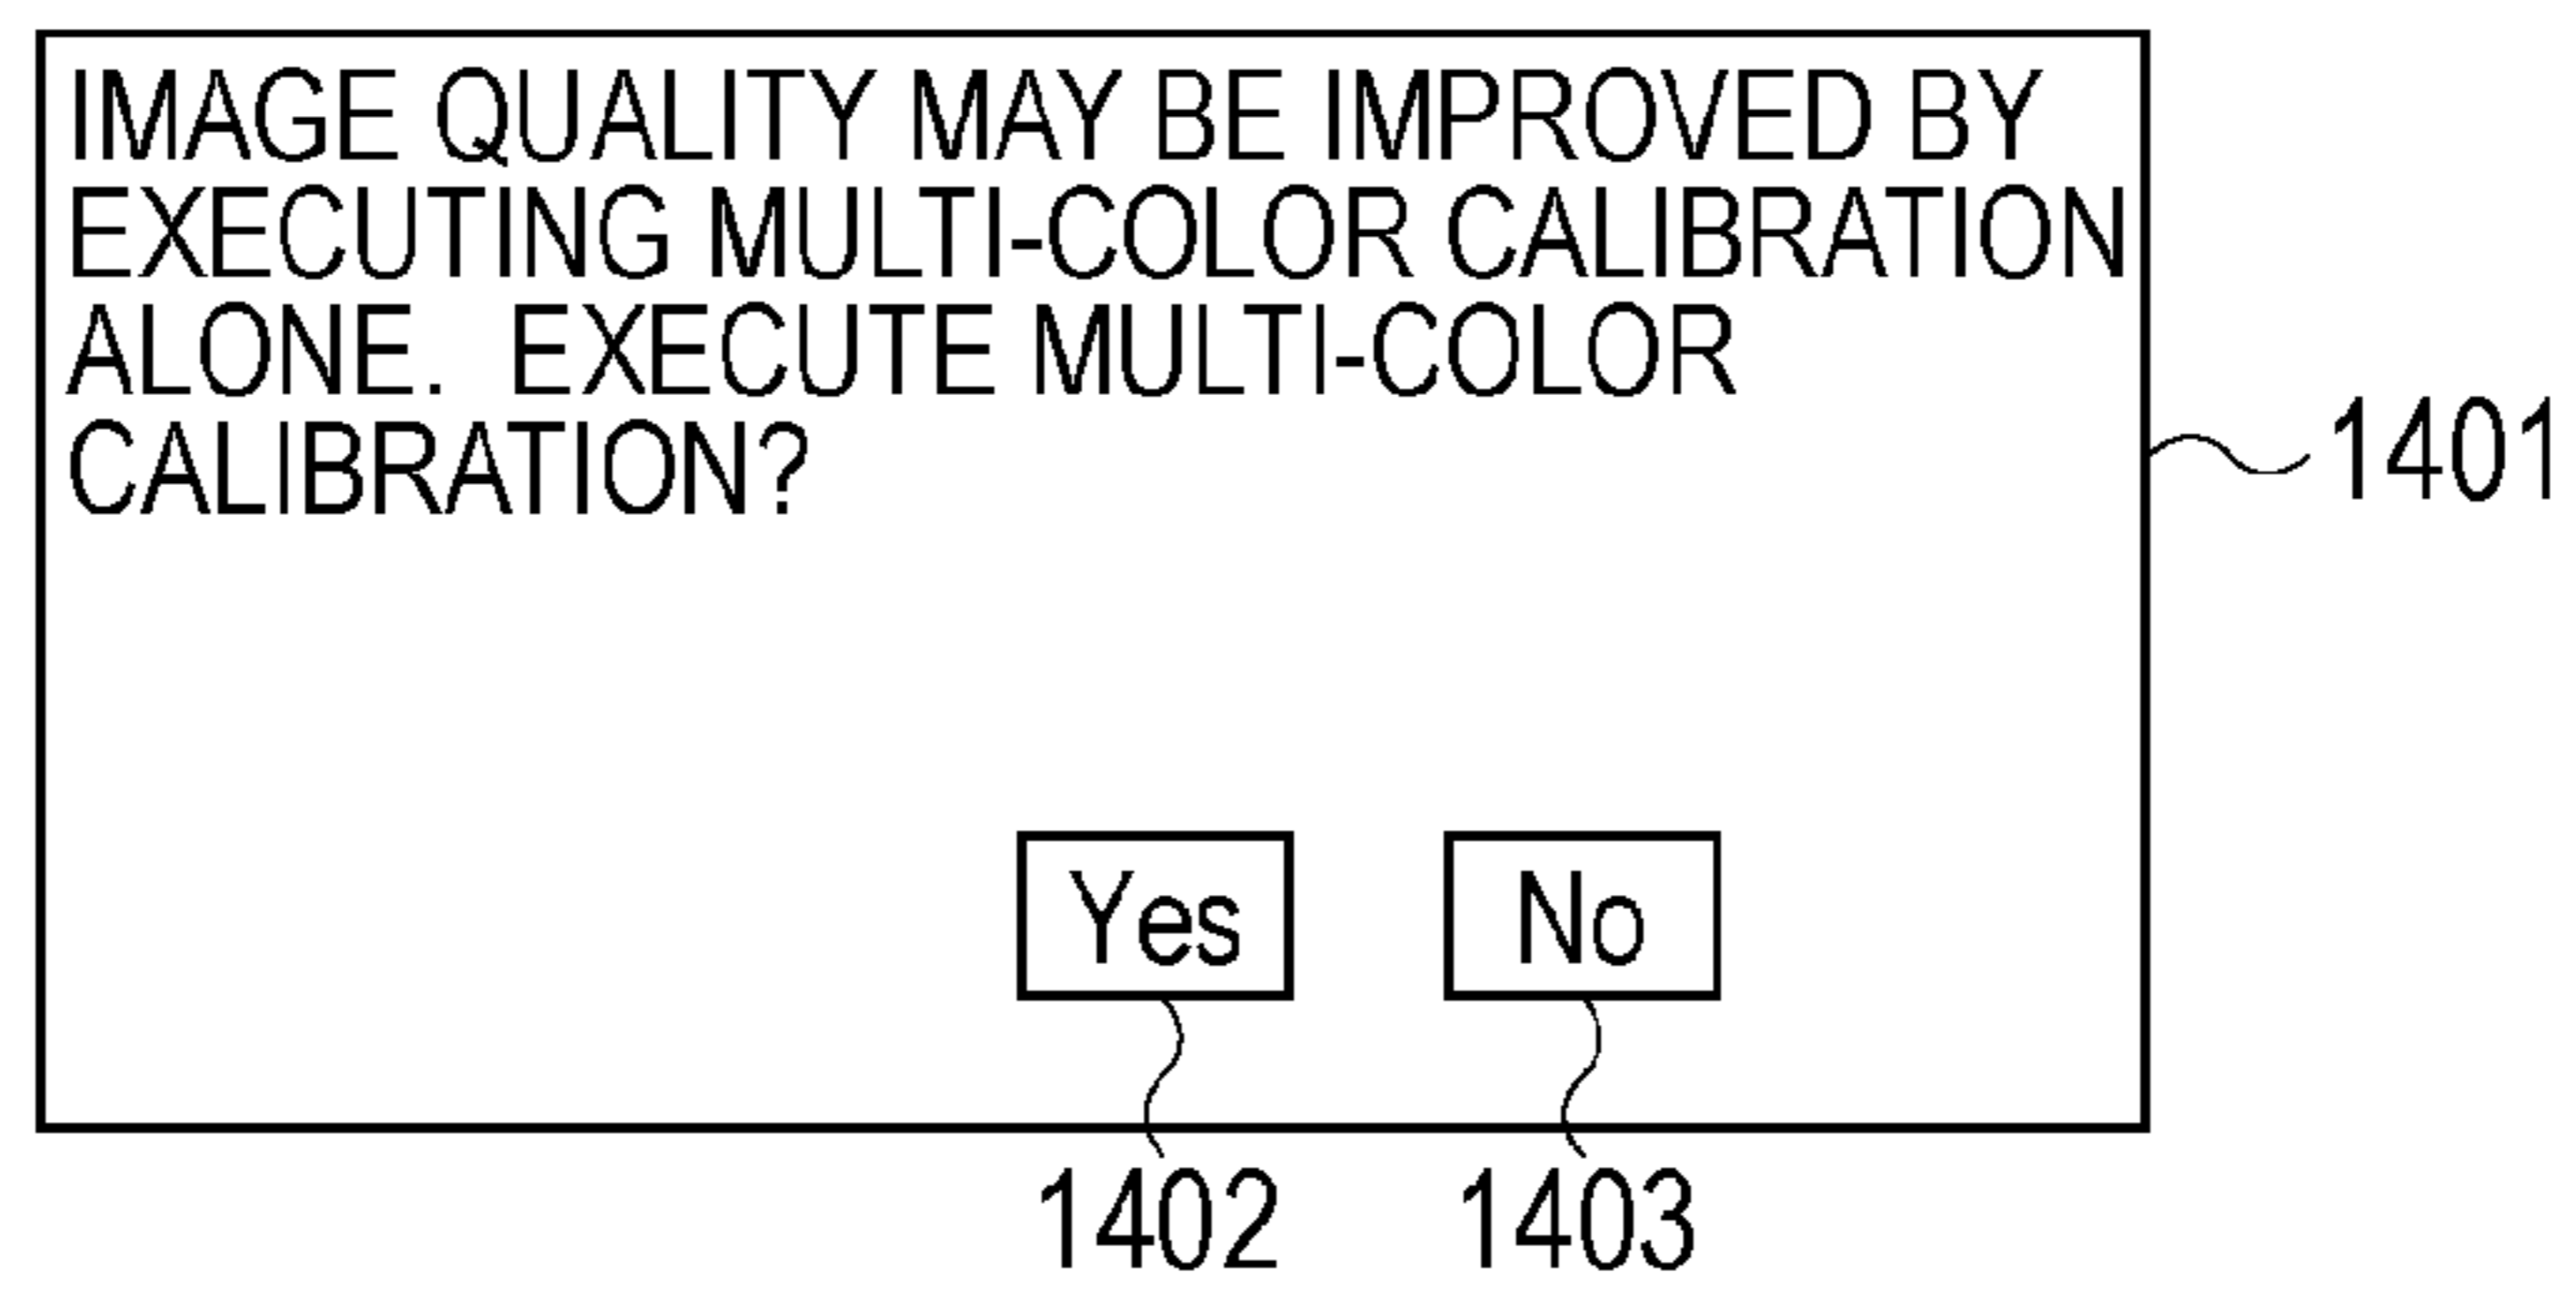 IMAGE QUALITY MAY BE IMPROVED BY
EXECUTING MULTI-COLOR CALIBRATION
ALONE. EXECUTE MULTI-COLOR
CALIBRATION?
1401
Yes
No
1402
1403